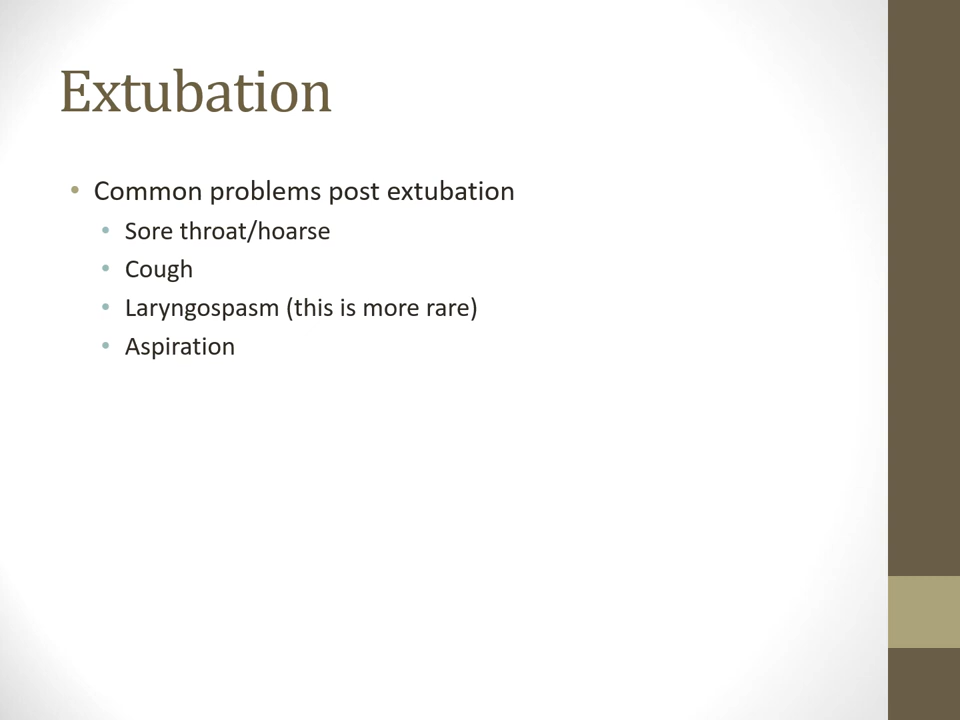 Extubation
• Common problems post extubation
• Sore throat/hoarse
• Cough
• Laryngospasm (this is more rare)
• Aspiration